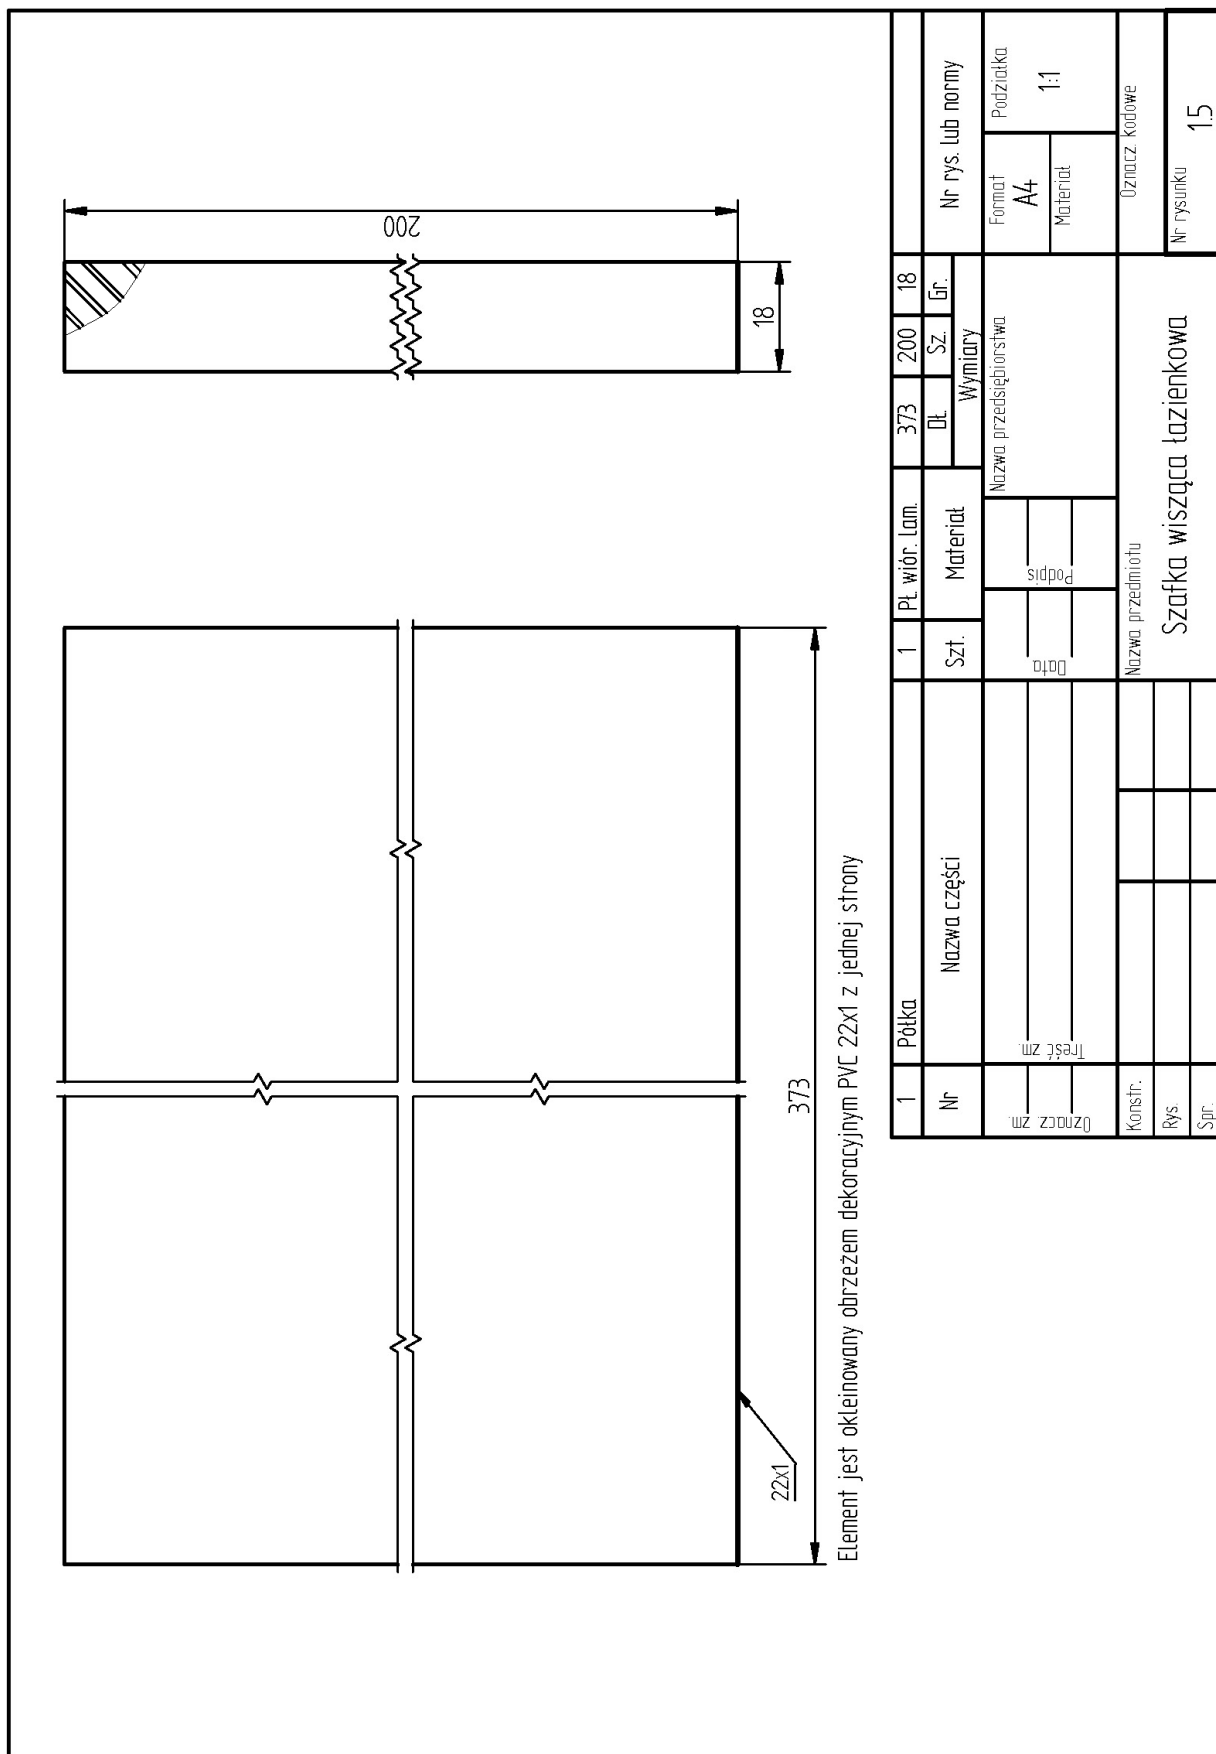 200
18
373
22x1
Element jest okleinowany obrzeżem dekoracyjnym PVC 22x1 z jednej strony
1 Półka 1 Pł. wiór. lam. 373 200 18
Nr Nazwa części Szt. Materiał Dł. Sz. Gr. Nr rys. lub normy
Wymiary
Oznacz. zm. Treść zm. Data Podpis
Nazwa przedsiębiorstwa
Format
A4
Podziałka
1:1
Materiał
Konstr.
Rys.
Spr.
Nazwa przedmiotu
Szafka wisząca łazienkowa
Oznacz. kodowe
Nr rysunku
1.5